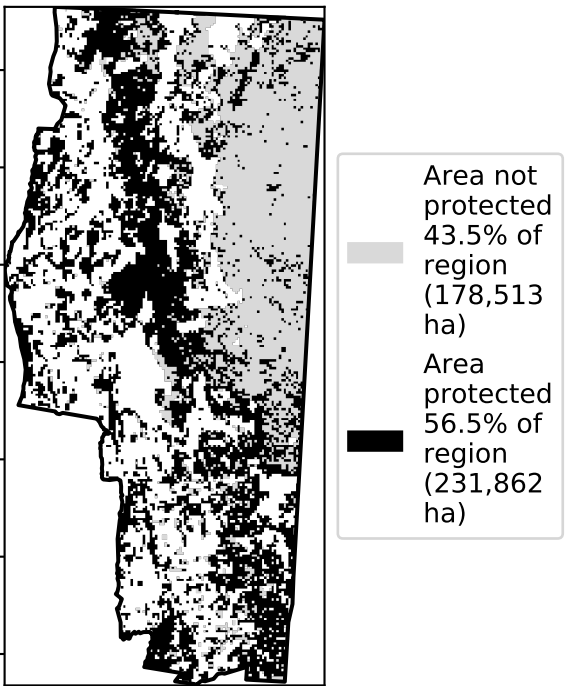 Area not
protected
43.5% of
region
(178,513
ha)
Area
protected
56.5% of
region
(231,862
ha)